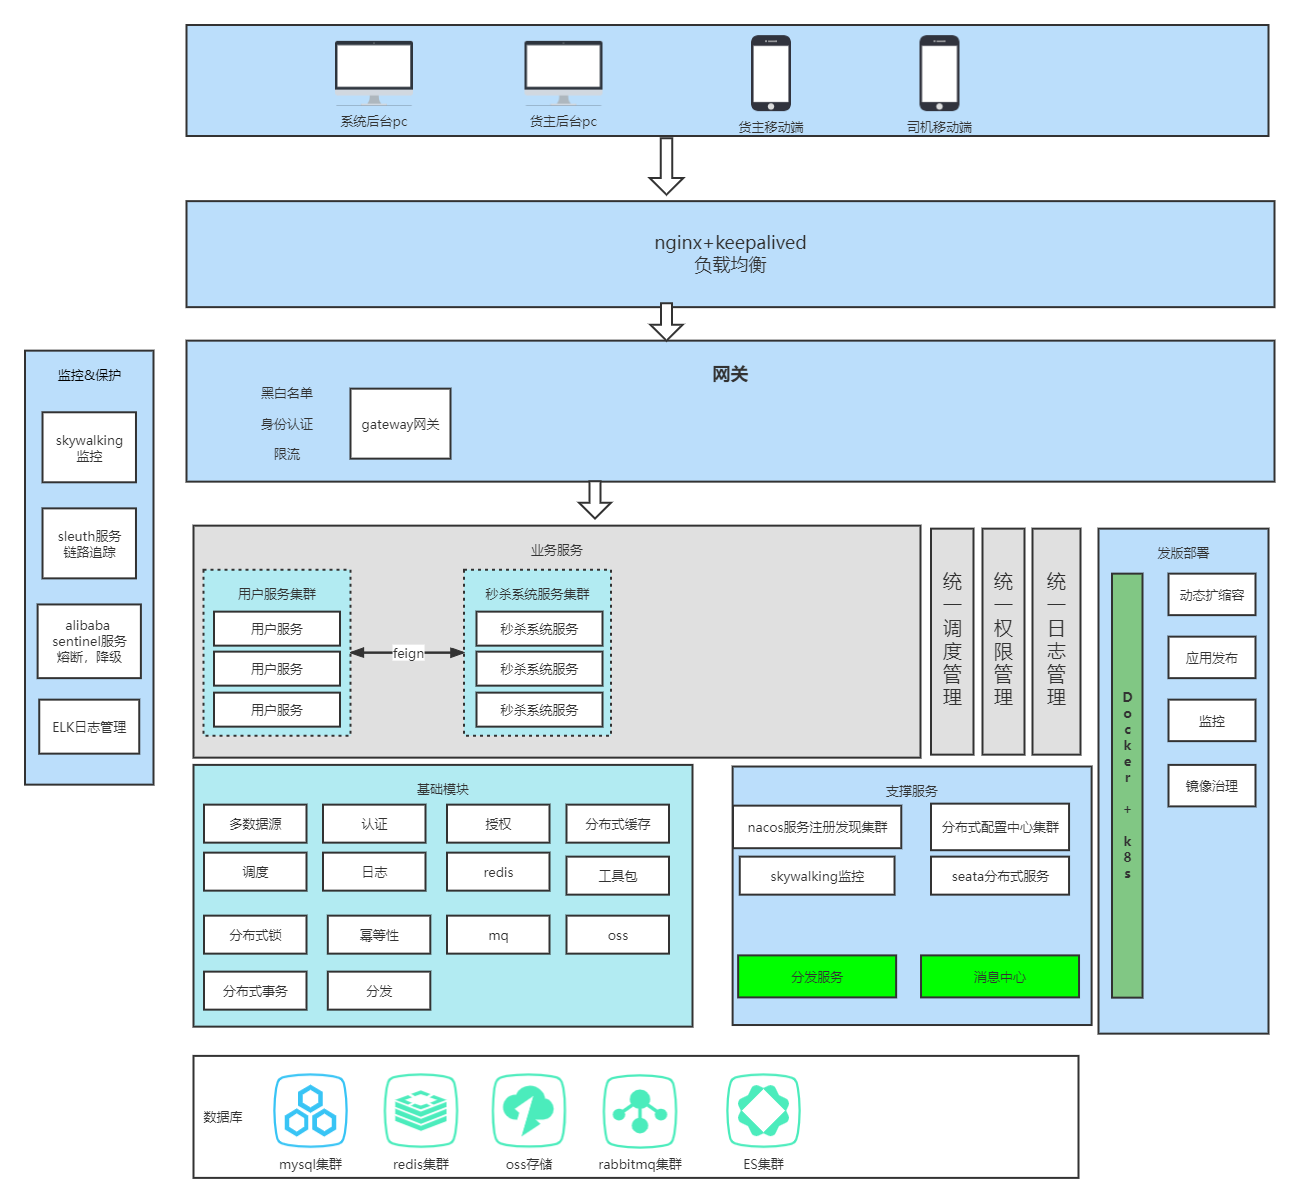 系统后台pc
货主后台pc
货主移动端
司机移动端
nginx+keepalived
负载均衡
网关
黑白名单
身份认证
限流
gateway网关
监控&保护
skywalking
监控
sleuth服务
链路追踪
alibaba
sentinel服务
熔断，降级
ELK日志管理
业务服务
用户服务集群
用户服务
用户服务
用户服务
feign
秒杀系统服务集群
秒杀系统服务
秒杀系统服务
秒杀系统服务
统一调度管理
统一权限管理
统一日志管理
发版部署
Docker + k8s
动态扩缩容
应用发布
监控
镜像治理
基础模块
多数据源
认证
授权
分布式缓存
调度
日志
redis
工具包
分布式锁
幂等性
mq
oss
分布式事务
分发
支撑服务
nacos服务注册发现集群
分布式配置中心集群
skywalking监控
seata分布式服务
分发服务
消息中心
数据库
mysql集群
redis集群
oss存储
rabbitmq集群
ES集群